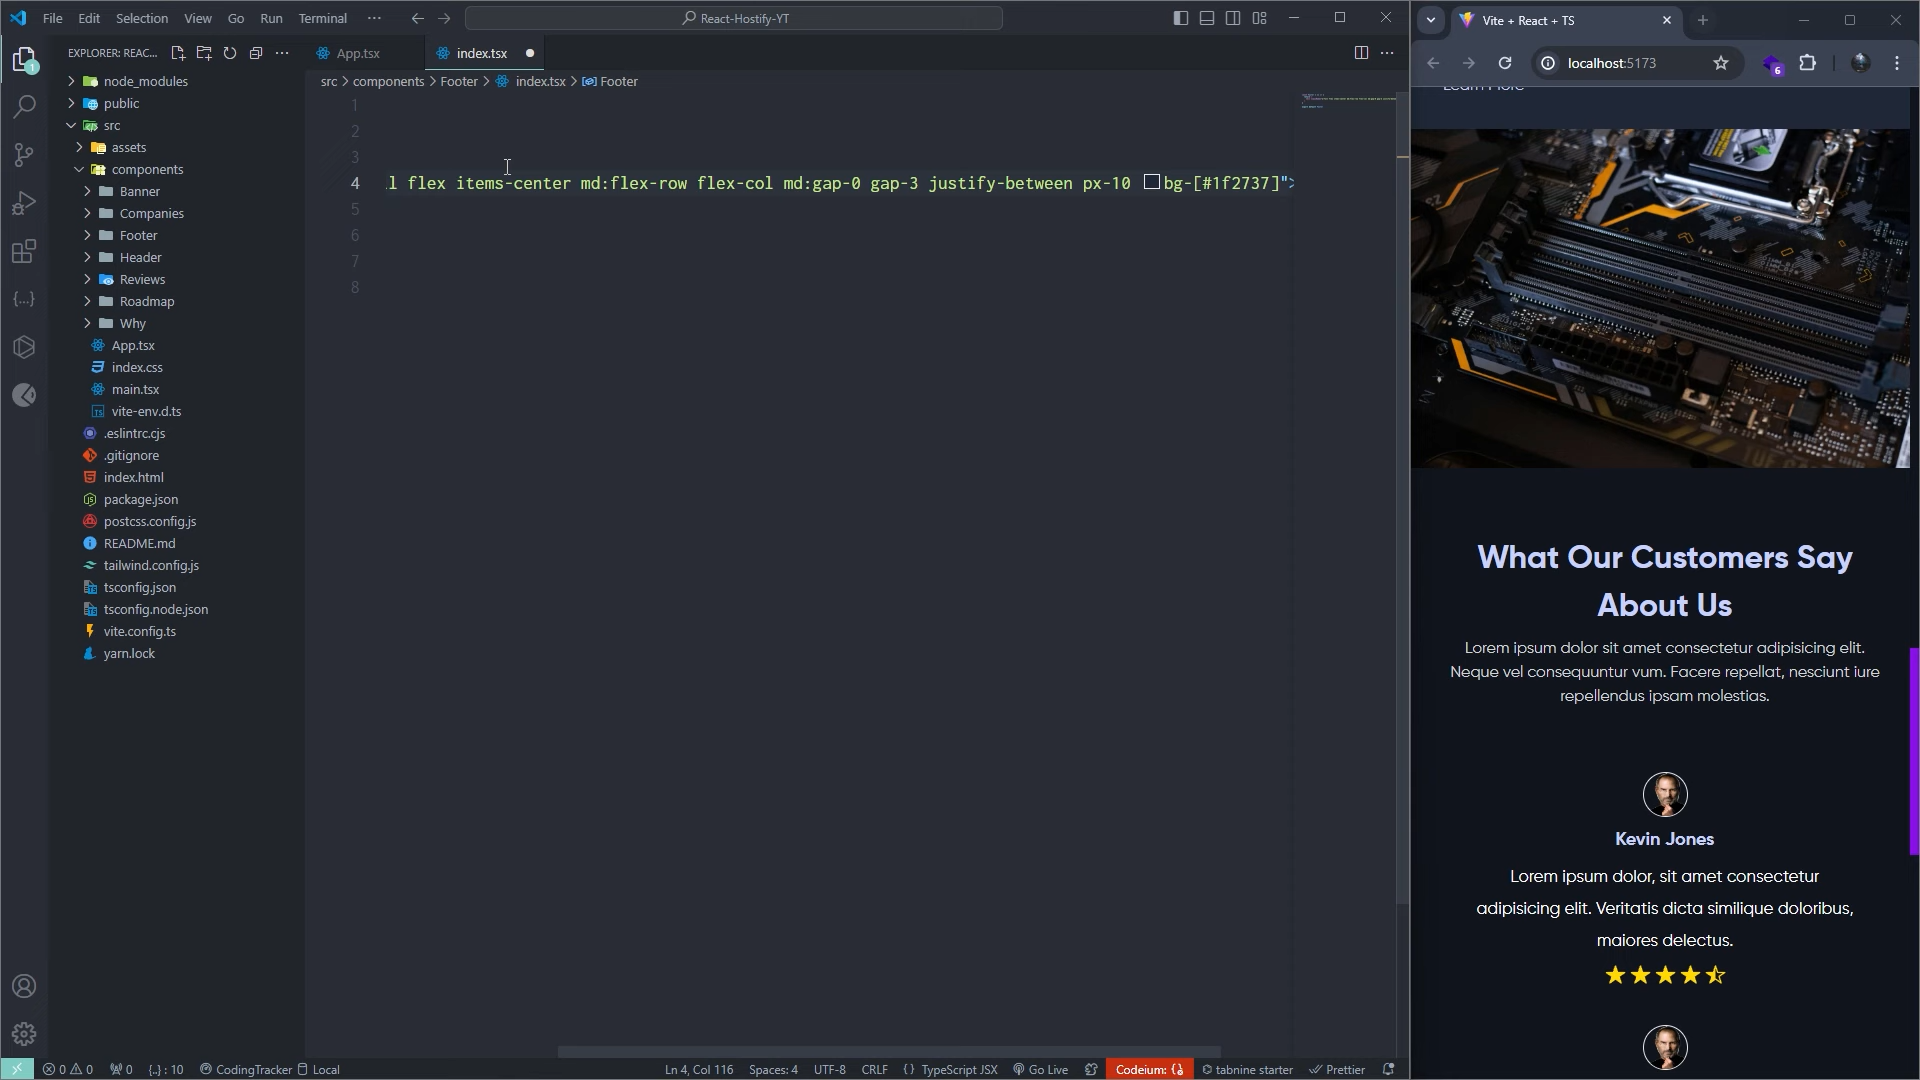 File Edit Selection View Go Run Terminal ··· React-Hostify-YT
EXPLORER: REAC...
node_modules
public
src
assets
components
Banner
Companies
Footer
Header
Reviews
Roadmap
Why
App.tsx
index.css
main.tsx
vite-env.d.ts
.eslintrc.cjs
.gitignore
index.html
package.json
postcss.config.js
README.md
tailwind.config.js
tsconfig.json
tsconfig.node.json
vite.config.ts
yarn.lock
App.tsx index.tsx
src > components > Footer > index.tsx > Footer
1
2
3
4 l flex items-center md:flex-row flex-col md:gap-0 gap-3 justify-between px-10 bg-[#1f2737]">
5
6
7
8
0 0 0 {..} : 10 CodingTracker Local Ln 4, Col 116 Spaces: 4 UTF-8 CRLF {} TypeScript JSX Go Live Codeium: {} tabnine starter Prettier
Vite + React + TS
localhost:5173
6
Learn More
What Our Customers Say
About Us
Lorem ipsum dolor sit amet consectetur adipisicing elit.
Neque vel consequuntur vum. Facere repellat, nesciunt iure
repellendus ipsam molestias.
Kevin Jones
Lorem ipsum dolor, sit amet consectetur
adipisicing elit. Veritatis dicta similique doloribus,
maiores delectus.